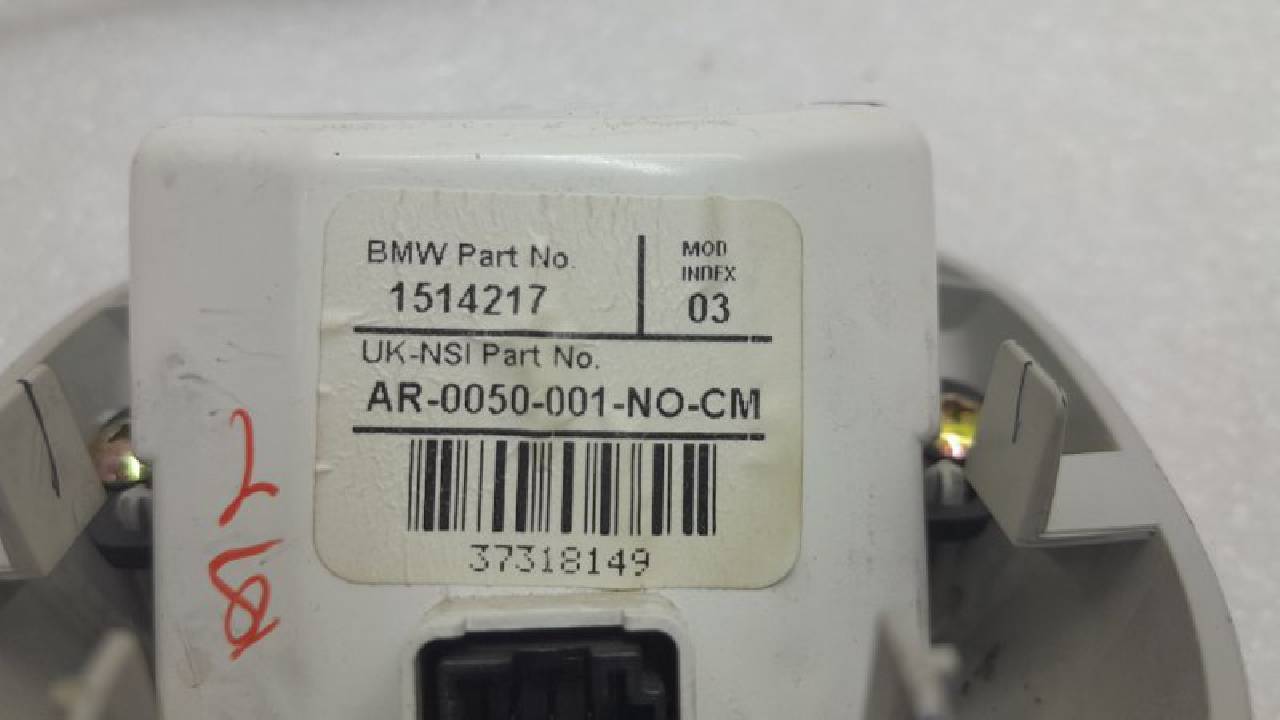 BMW Part No.
1514217
MOD
INDEX
03
UK-NSI Part No.
AR-0050-001-NO-CM
37318149